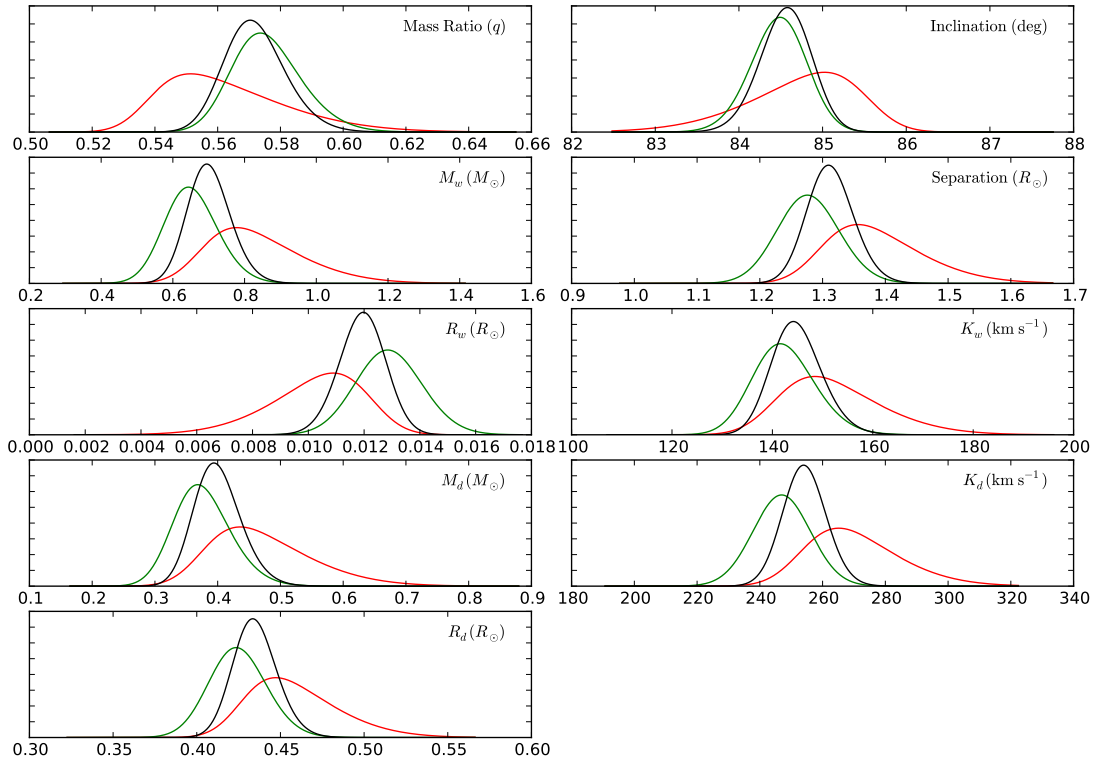 Mass Ratio (q)
0.50 0.52 0.54 0.56 0.58 0.60 0.62 0.64 0.66
Inclination (deg)
82 83 84 85 86 87 88
M_w (M_⊙)
0.2 0.4 0.6 0.8 1.0 1.2 1.4 1.6
Separation (R_⊙)
0.9 1.0 1.1 1.2 1.3 1.4 1.5 1.6 1.7
R_w (R_⊙)
0.000 0.002 0.004 0.006 0.008 0.010 0.012 0.014 0.016 0.018
K_w (km s⁻¹)
100 120 140 160 180 200
M_d (M_⊙)
0.1 0.2 0.3 0.4 0.5 0.6 0.7 0.8 0.9
K_d (km s⁻¹)
180 200 220 240 260 280 300 320 340
R_d (R_⊙)
0.30 0.35 0.40 0.45 0.50 0.55 0.60